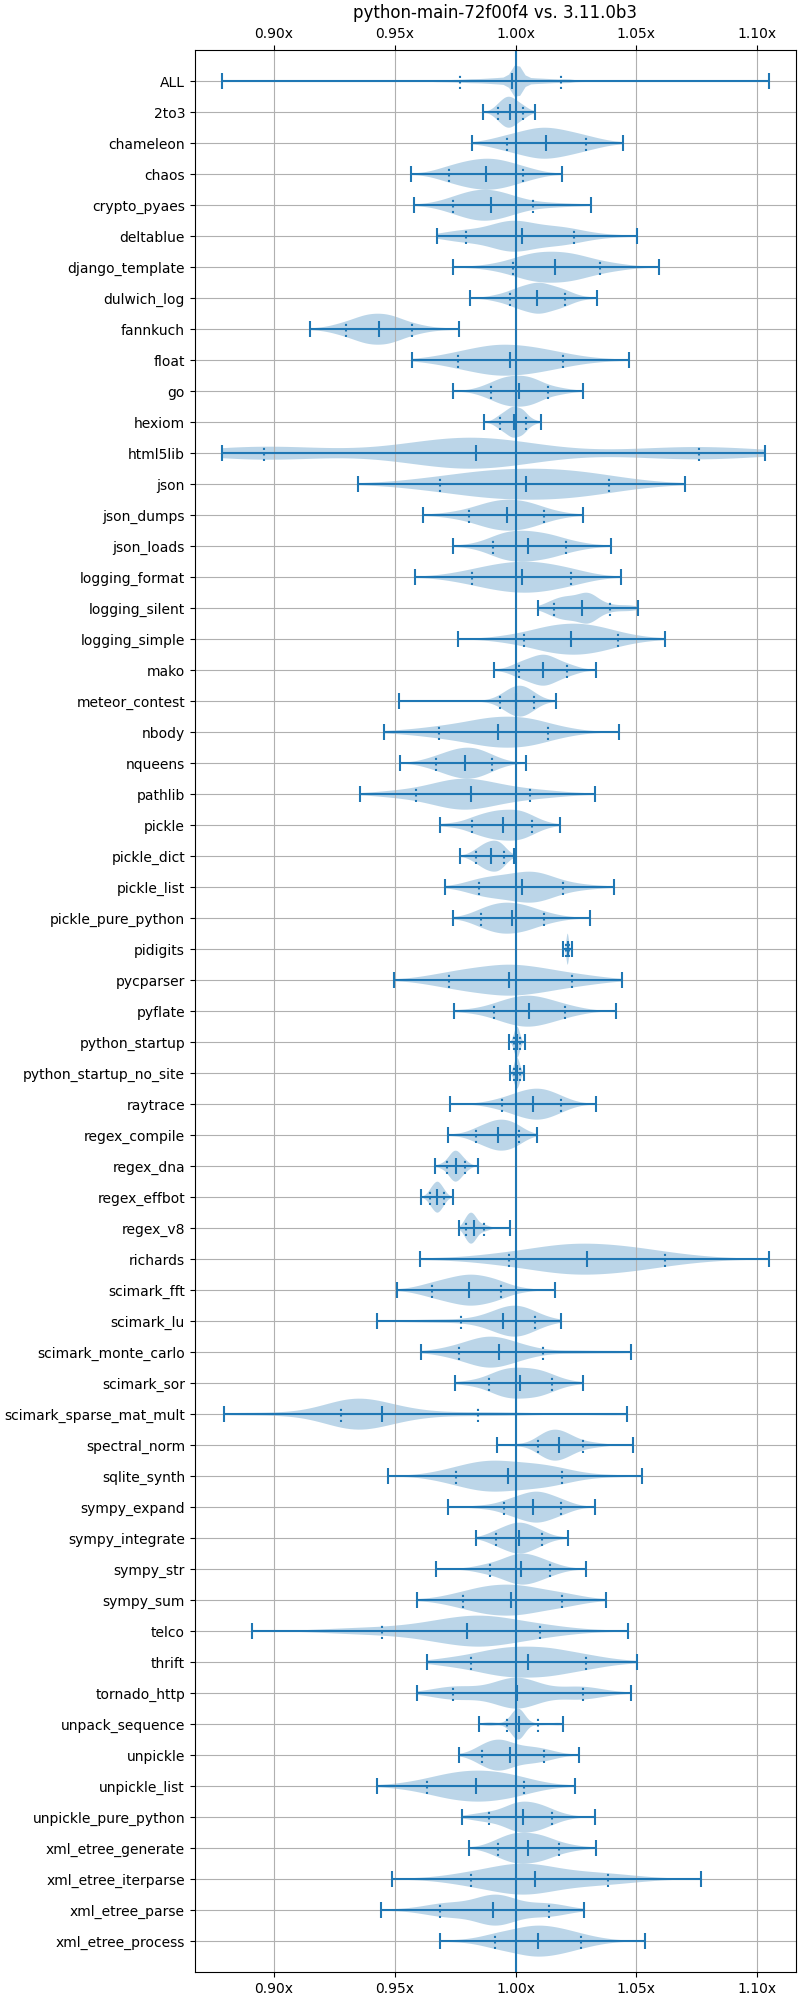 python-main-72f00f4 vs. 3.11.0b3
0.90x 0.95x 1.00x 1.05x 1.10x
ALL
2to3
chameleon
chaos
crypto_pyaes
deltablue
django_template
dulwich_log
fannkuch
float
go
hexiom
html5lib
json
json_dumps
json_loads
logging_format
logging_silent
logging_simple
mako
meteor_contest
nbody
nqueens
pathlib
pickle
pickle_dict
pickle_list
pickle_pure_python
pidigits
pycparser
pyflate
python_startup
python_startup_no_site
raytrace
regex_compile
regex_dna
regex_effbot
regex_v8
richards
scimark_fft
scimark_lu
scimark_monte_carlo
scimark_sor
scimark_sparse_mat_mult
spectral_norm
sqlite_synth
sympy_expand
sympy_integrate
sympy_str
sympy_sum
telco
thrift
tornado_http
unpack_sequence
unpickle
unpickle_list
unpickle_pure_python
xml_etree_generate
xml_etree_iterparse
xml_etree_parse
xml_etree_process
0.90x 0.95x 1.00x 1.05x 1.10x